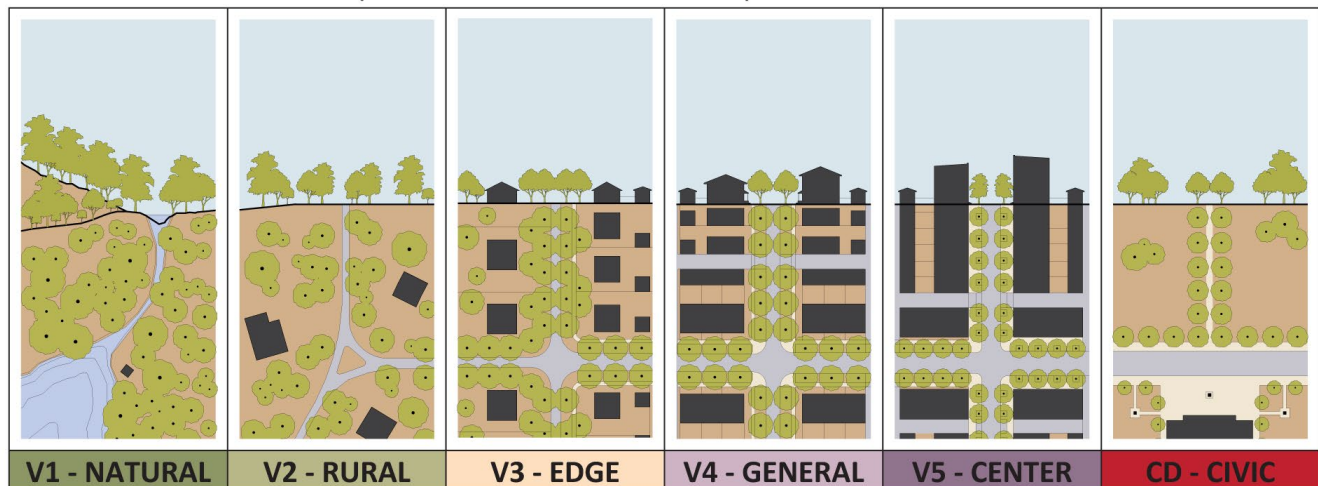 V1 - NATURAL
V2 - RURAL
V3 - EDGE
V4 - GENERAL
V5 - CENTER
CD - CIVIC